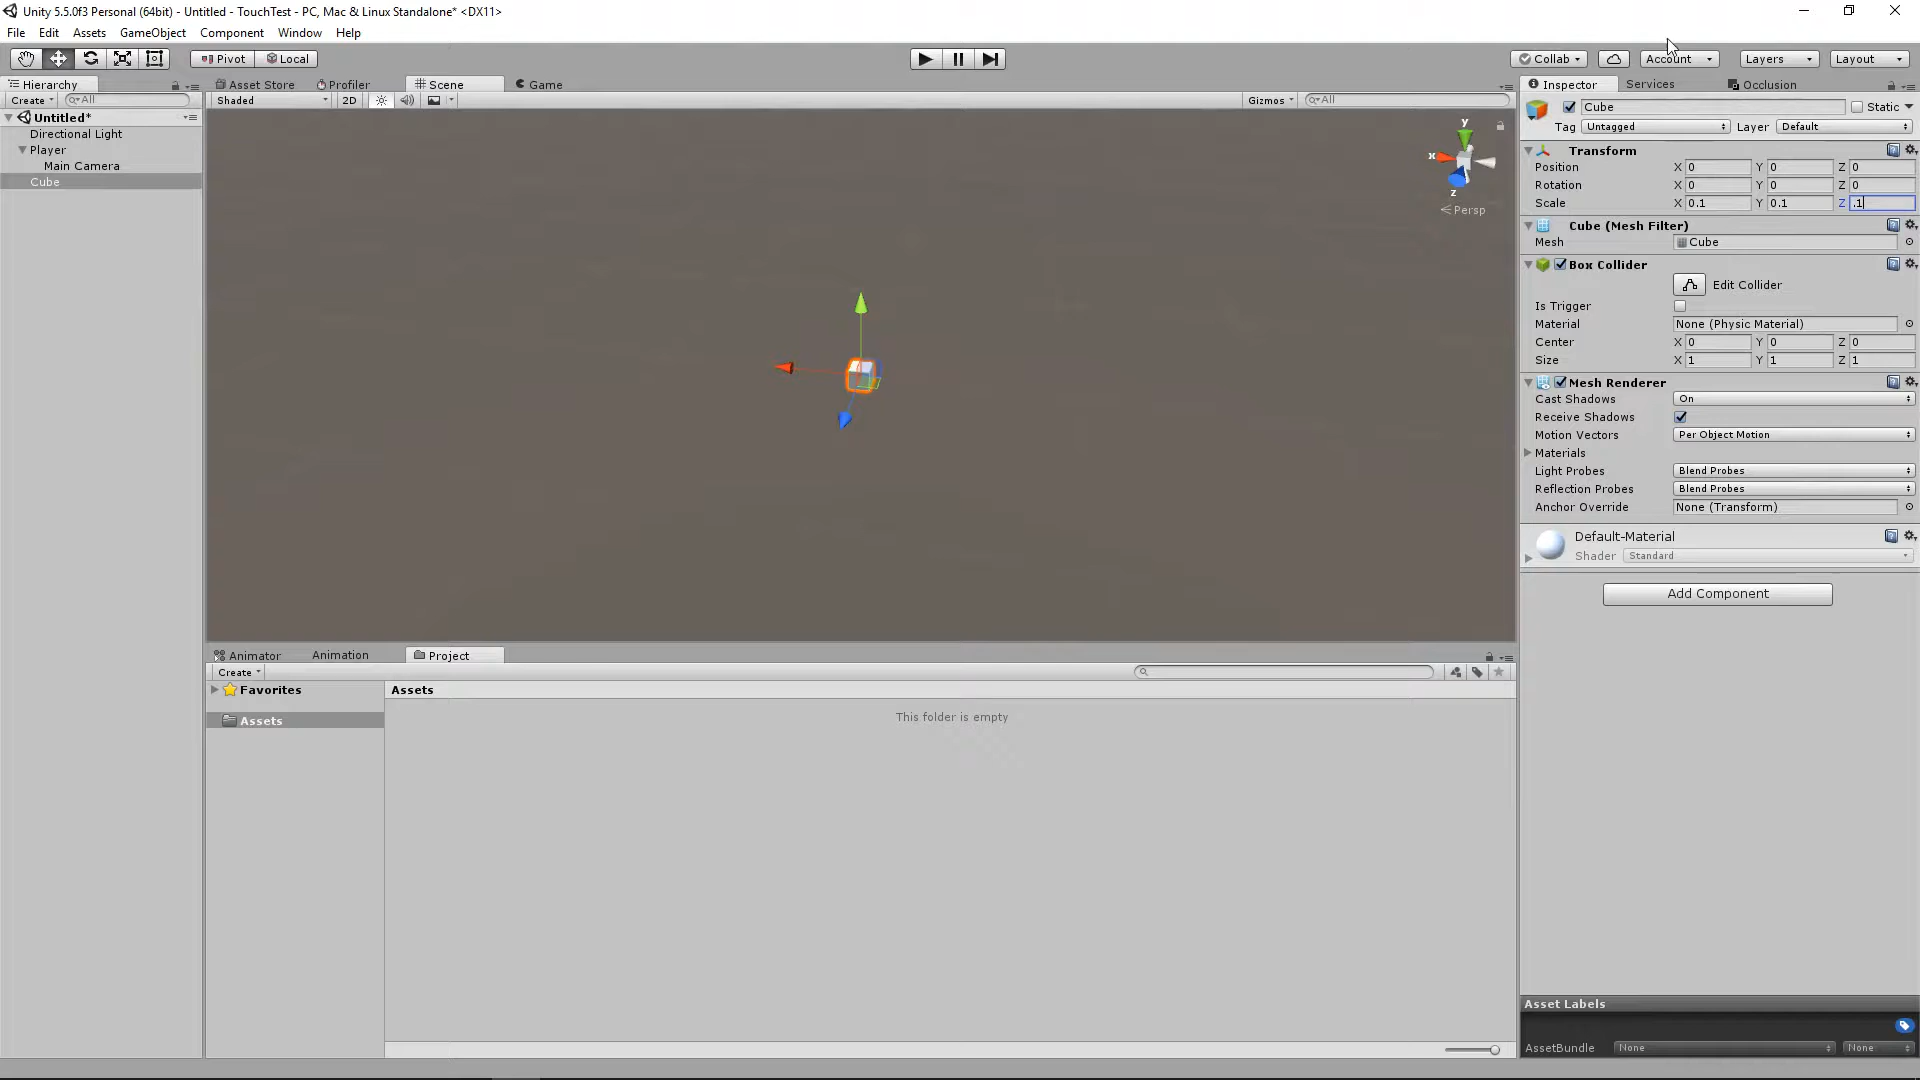 Unity 5.5.0f3 Personal (64bit) - Untitled - TouchTest - PC, Mac & Linux Standalone* <DX11>
File Edit Assets GameObject Component Window Help
Pivot Local Collab Account Layers Layout
Hierarchy
Create All
Untitled*
Directional Light
Player
Main Camera
Cube
Asset Store Profiler Scene Game
Shaded 2D Gizmos All
y
x
z
Persp
Animator Animation Project
Create
Favorites
Assets
Assets
This folder is empty
Inspector Services Occlusion
Cube Static
Tag Untagged Layer Default
Transform
Position X 0 Y 0 Z 0
Rotation X 0 Y 0 Z 0
Scale X 0.1 Y 0.1 Z .1
Cube (Mesh Filter)
Mesh Cube
Box Collider
Edit Collider
Is Trigger
Material None (Physic Material)
Center X 0 Y 0 Z 0
Size X 1 Y 1 Z 1
Mesh Renderer
Cast Shadows On
Receive Shadows
Motion Vectors Per Object Motion
Materials
Light Probes Blend Probes
Reflection Probes Blend Probes
Anchor Override None (Transform)
Default-Material
Shader Standard
Add Component
Asset Labels
AssetBundle None None